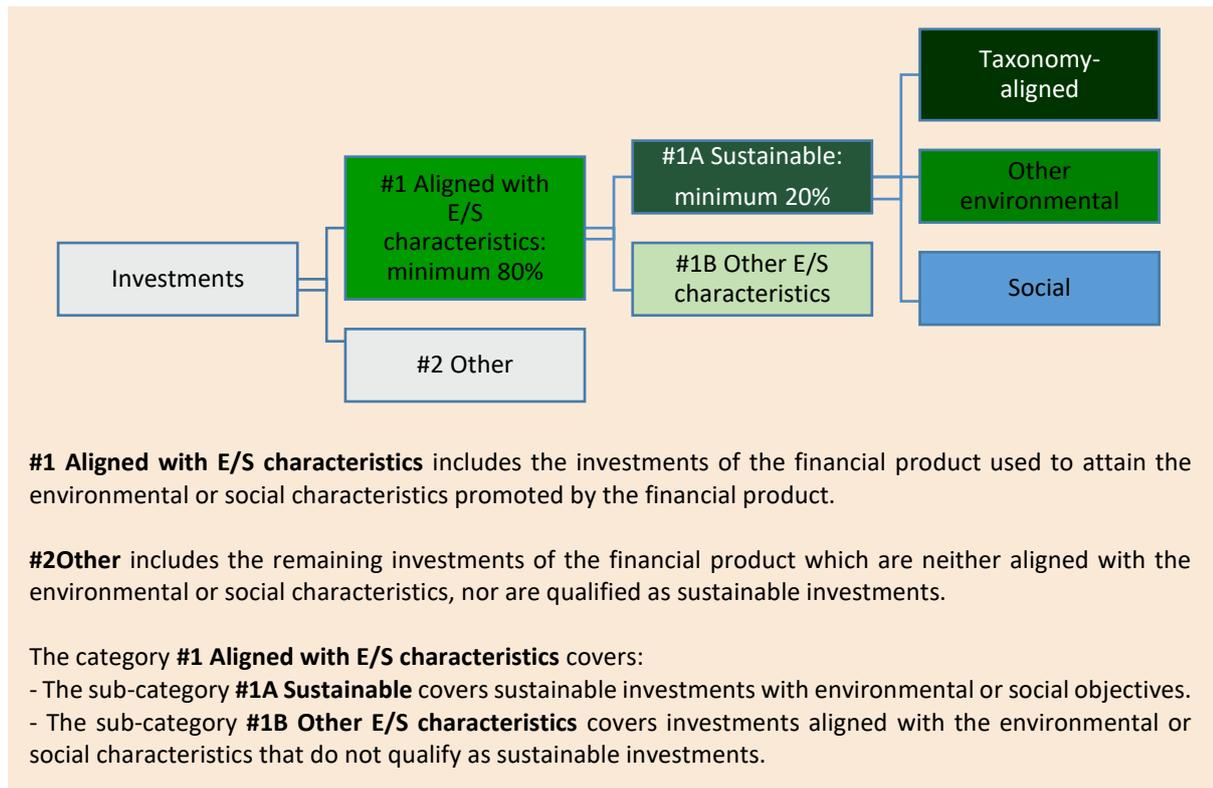 Taxonomy-
aligned
#1A Sustainable:
minimum 20%
#1 Aligned with
E/S
characteristics:
minimum 80%
Other
environmental
Investments
#1B Other E/S
characteristics
Social
#2 Other
#1 Aligned with E/S characteristics includes the investments of the financial product used to attain the
environmental or social characteristics promoted by the financial product.
#2Other includes the remaining investments of the financial product which are neither aligned with the
environmental or social characteristics, nor are qualified as sustainable investments.
The category #1 Aligned with E/S characteristics covers:
- The sub-category #1A Sustainable covers sustainable investments with environmental or social objectives.
- The sub-category #1B Other E/S characteristics covers investments aligned with the environmental or
social characteristics that do not qualify as sustainable investments.